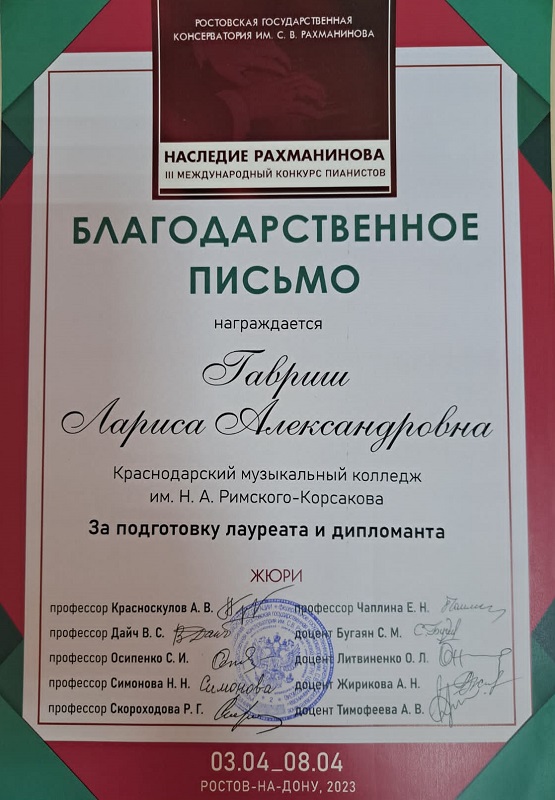 РОСТОВСКАЯ ГОСУДАРСТВЕННАЯ
КОНСЕРВАТОРИЯ ИМ. С. В. РАХМАНИНОВА
НАСЛЕДИЕ РАХМАНИНОВА
III МЕЖДУНАРОДНЫЙ КОНКУРС ПИАНИСТОВ
БЛАГОДАРСТВЕННОЕ
ПИСЬМО
награждается
Гавриш
Лариса Александровна
Краснодарский музыкальный колледж
им. Н. А. Римского-Корсакова
За подготовку лауреата и дипломанта
ЖЮРИ
профессор Красноскулов А. В.
профессор Дайч В. С.
профессор Осипенко С. И.
профессор Симонова Н. Н. Симонова
профессор Скороходова Р. Г.
профессор Чаплина Е. Н.
доцент Бугаян С. М.
доцент Литвиненко О. Л.
доцент Жирикова А. Н.
доцент Тимофеева А. В.
03.04_08.04
РОСТОВ-НА-ДОНУ, 2023